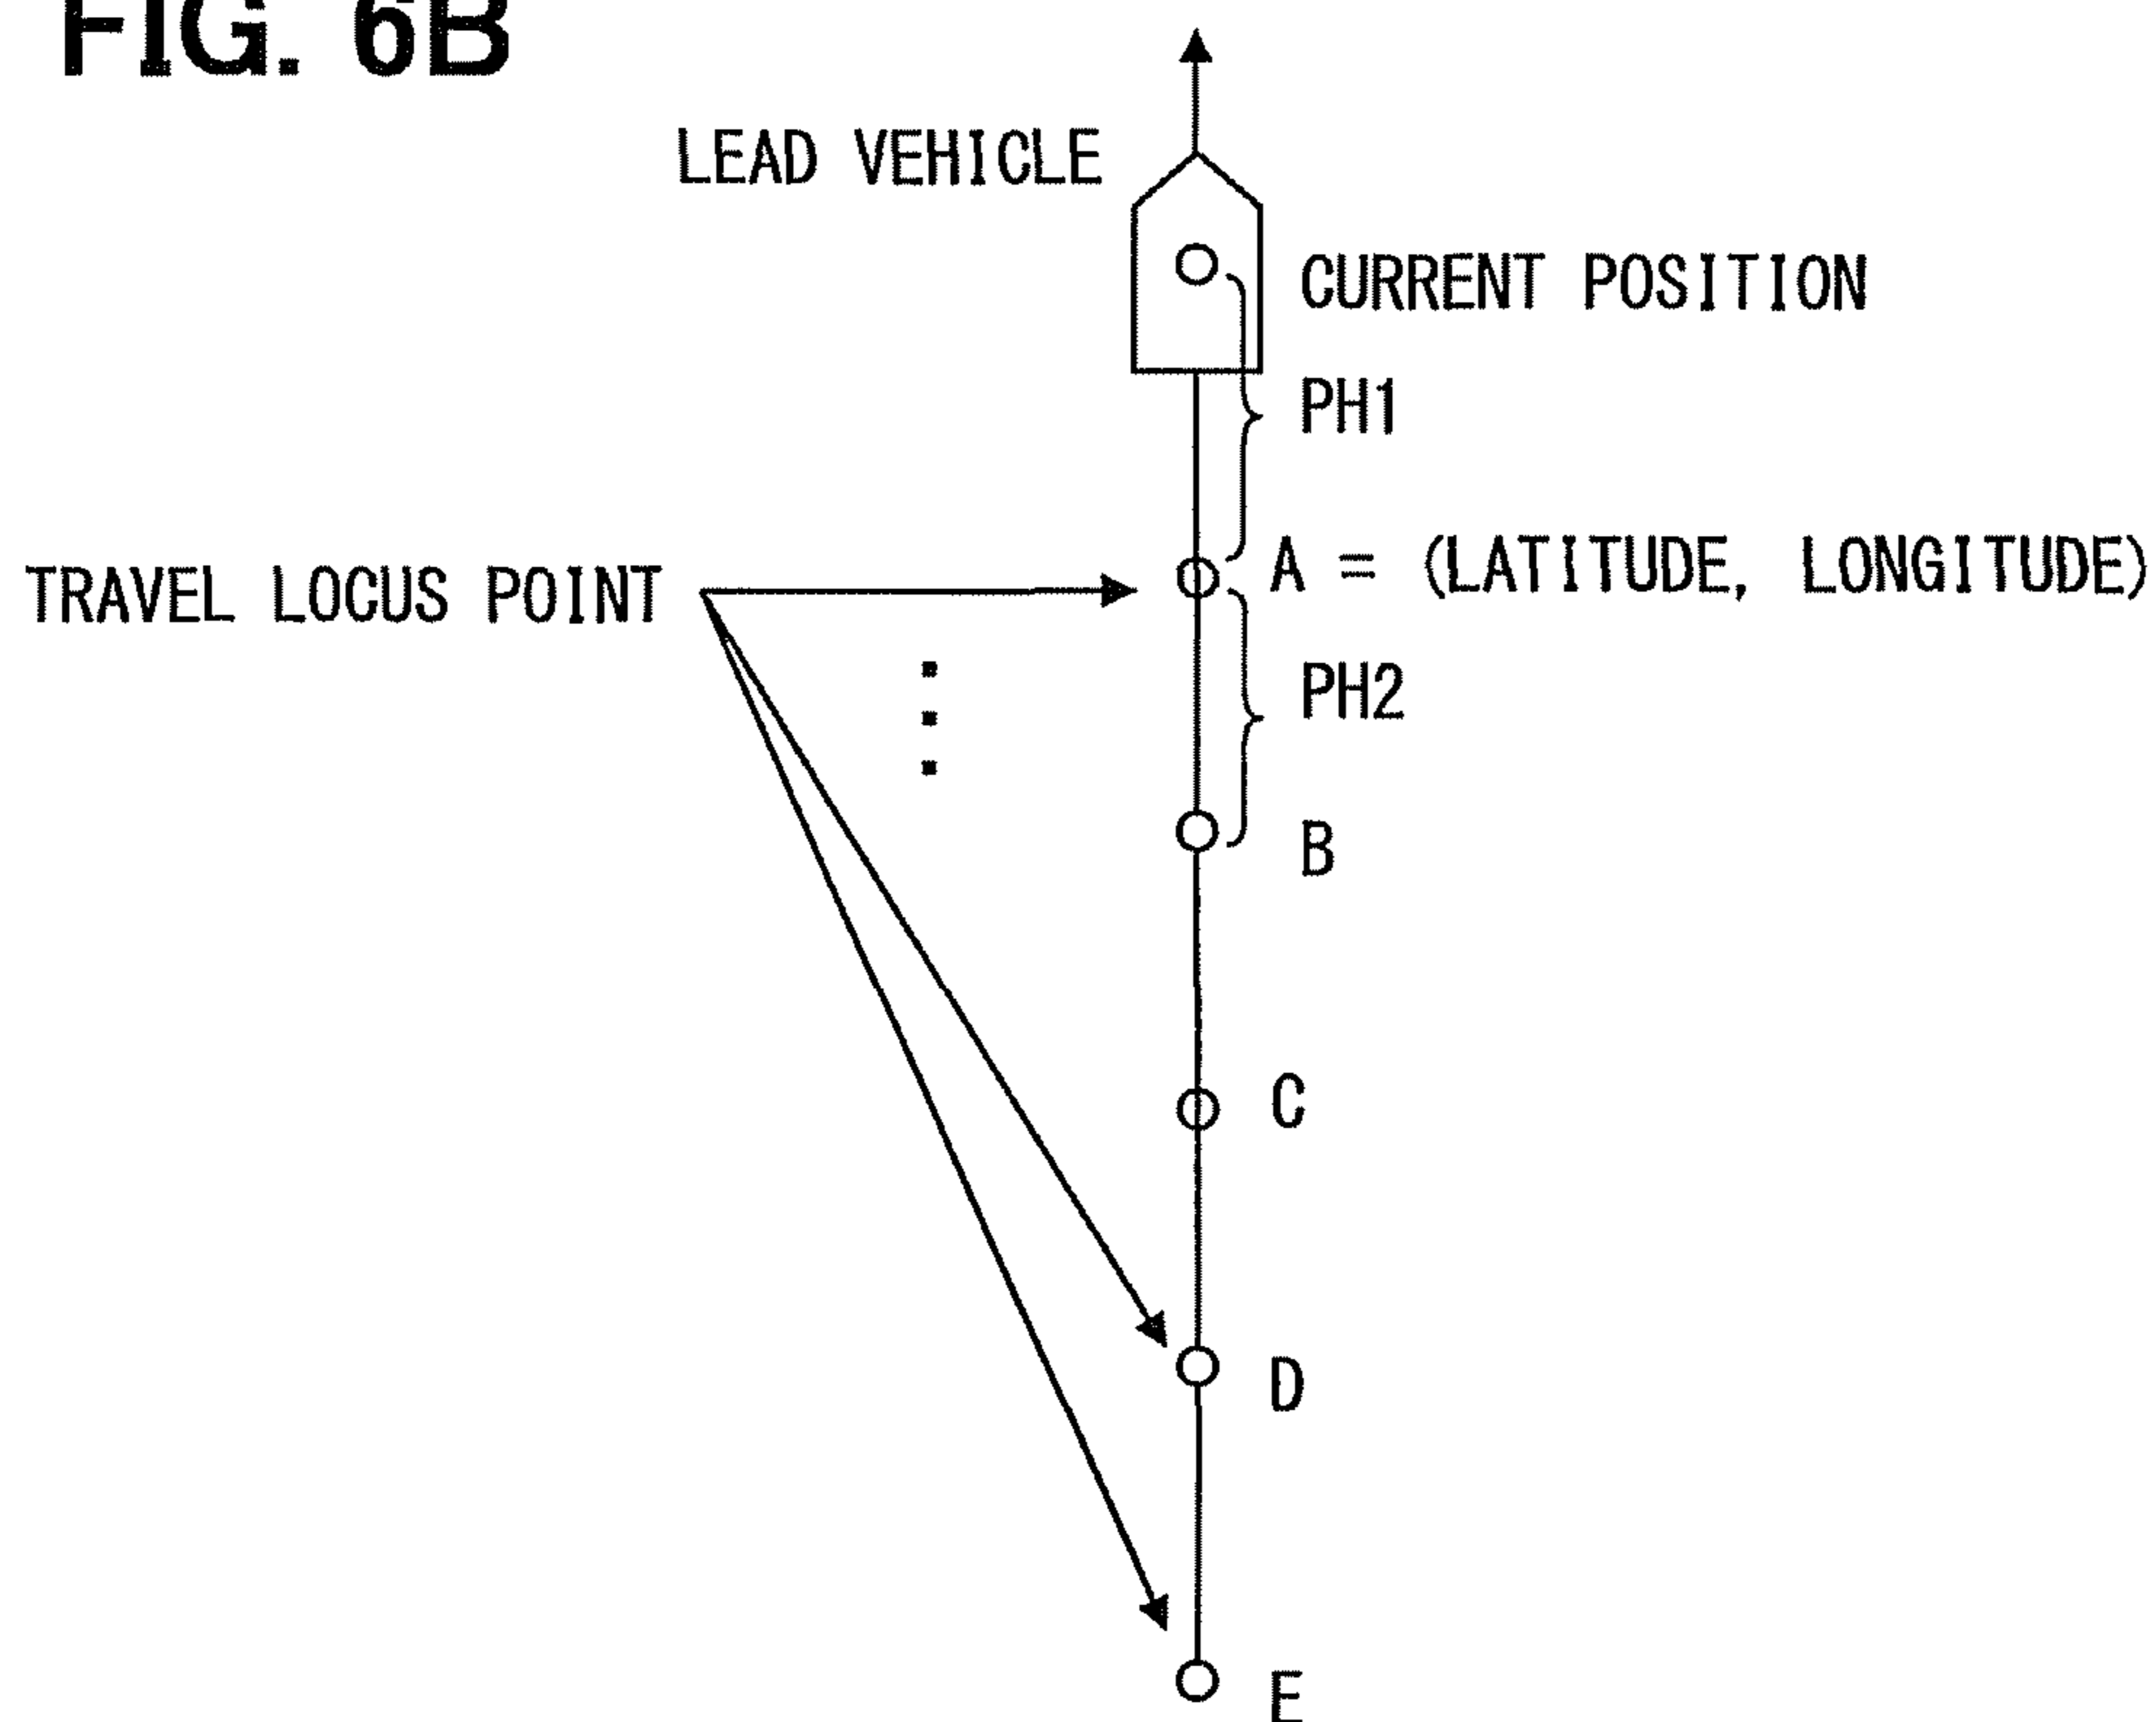 FIG. 6B
LEAD VEHICLE
CURRENT POSITION
PH1
TRAVEL LOCUS POINT
A = (LATITUDE, LONGITUDE)
PH2
B
C
D
E